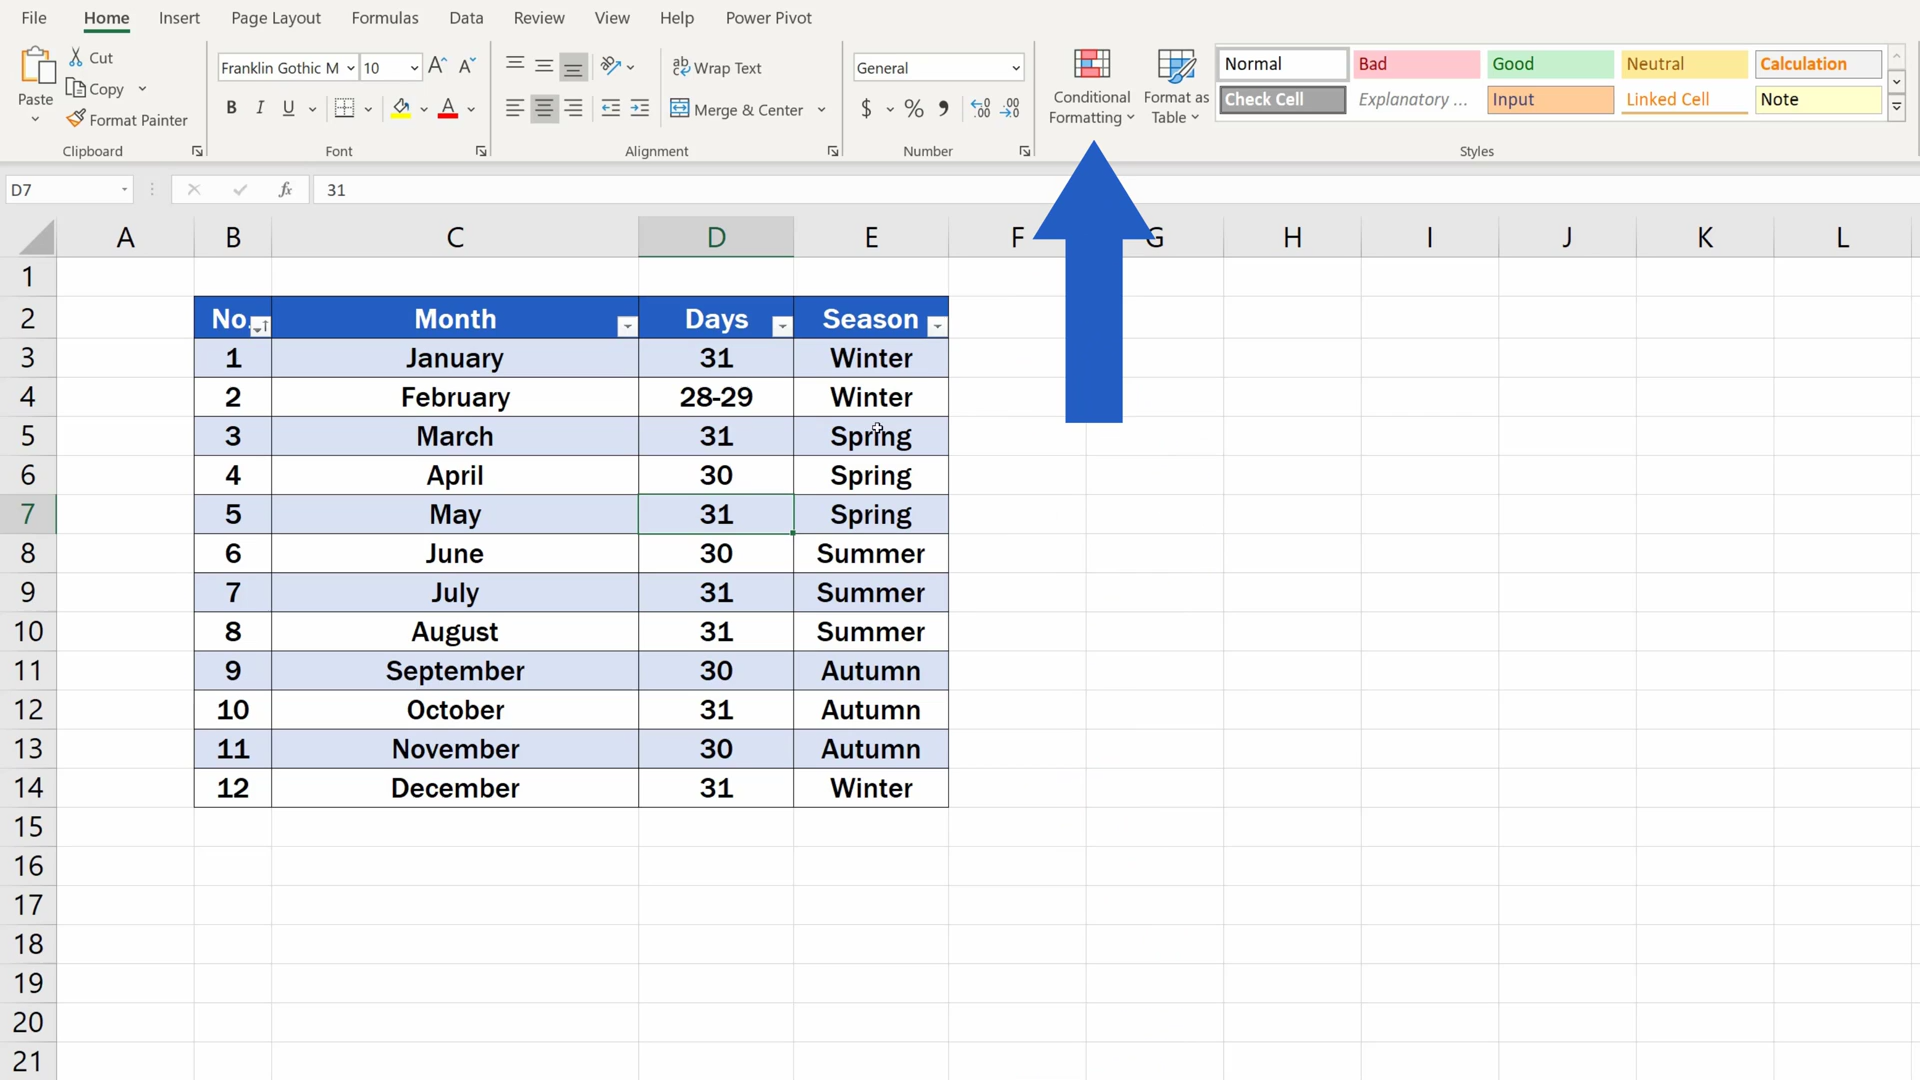 File Home Insert Page Layout Formulas Data Review View Help Power Pivot
Paste
Cut
Copy
Format Painter
Clipboard
Franklin Gothic M 10
B I U A
Font
Wrap Text
Merge & Center
Alignment
General
$ % , .00 .00
Number
Conditional Formatting
Format as Table
Normal Bad Good Neutral Calculation
Check Cell Explanatory ... Input Linked Cell Note
Styles
D7 fx 31
A B C D E F G H I J K L
1
2 No. Month Days Season
3 1 January 31 Winter
4 2 February 28-29 Winter
5 3 March 31 Spring
6 4 April 30 Spring
7 5 May 31 Spring
8 6 June 30 Summer
9 7 July 31 Summer
10 8 August 31 Summer
11 9 September 30 Autumn
12 10 October 31 Autumn
13 11 November 30 Autumn
14 12 December 31 Winter
15
16
17
18
19
20
21